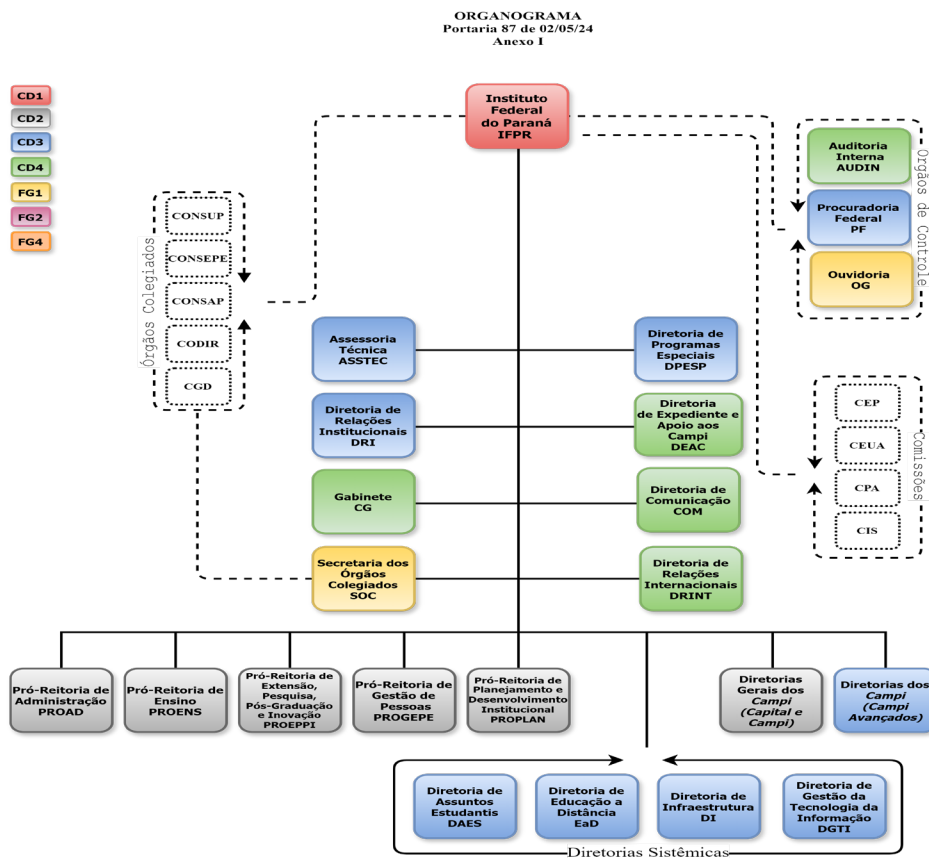 ORGANOGRAMA
Portaria 87 de 02/05/24
Anexo I
CD1
CD2
CD3
CD4
FG1
FG2
FG4
Instituto
Federal
do Paraná
IFPR
Órgãos Colegiados
CONSUP
CONSEPE
CONSAP
CODIR
CGD
Auditoria
Interna
AUDIN
Procuradoria
Federal
PF
Ouvidoria
OG
Orgãos de Controle
Assessoria
Técnica
ASSTEC
Diretoria de
Programas
Especiais
DPESP
Diretoria de
Relações
Institucionais
DRI
Diretoria
de Expediente e
Apoio aos
Campi
DEAC
Gabinete
CG
Diretoria de
Comunicação
COM
Secretaria dos
Órgãos
Colegiados
SOC
Diretoria de
Relações
Internacionais
DRINT
CEP
CEUA
CPA
CIS
Comissões
Pró-Reitoria de
Administração
PROAD
Pró-Reitoria de
Ensino
PROENS
Pró-Reitoria de
Extensão,
Pesquisa,
Pós-Graduação
e Inovação
PROEPPI
Pró-Reitoria de
Gestão de
Pessoas
PROGEPE
Pró-Reitoria de
Planejamento e
Desenvolvimento
Institucional
PROPLAN
Diretorias
Gerais dos
Campi
(Capital e
Campi)
Diretorias dos
Campi
(Campi
Avançados)
Diretoria de
Assuntos
Estudantis
DAES
Diretoria de
Educação a
Distância
EaD
Diretoria de
Infraestrutura
DI
Diretoria de
Gestão da
Tecnologia da
Informação
DGTI
Diretorias Sistêmicas